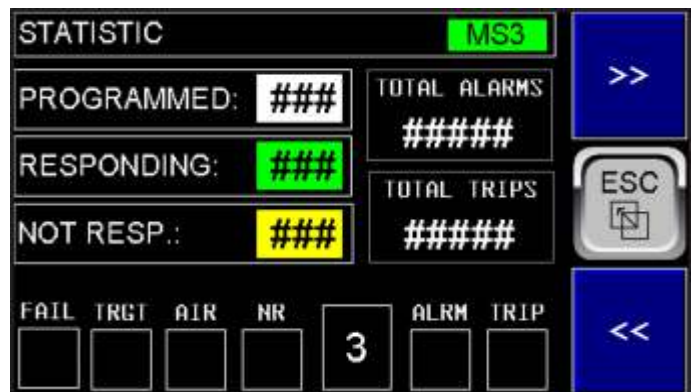 STATISTIC MS3
>>
PROGRAMMED: ###
TOTAL ALARMS
#####
RESPONDING: ###
TOTAL TRIPS
#####
ESC
NOT RESP.: ###
FAIL TRGT AIR NR 3 ALRM TRIP
<<